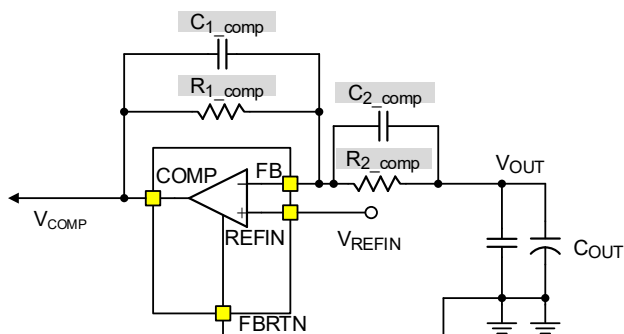 C1_comp
R1_comp
C2_comp
R2_comp
COMP
FB
VOUT
VCOMP
REFIN
VREFIN
COUT
FBRTN